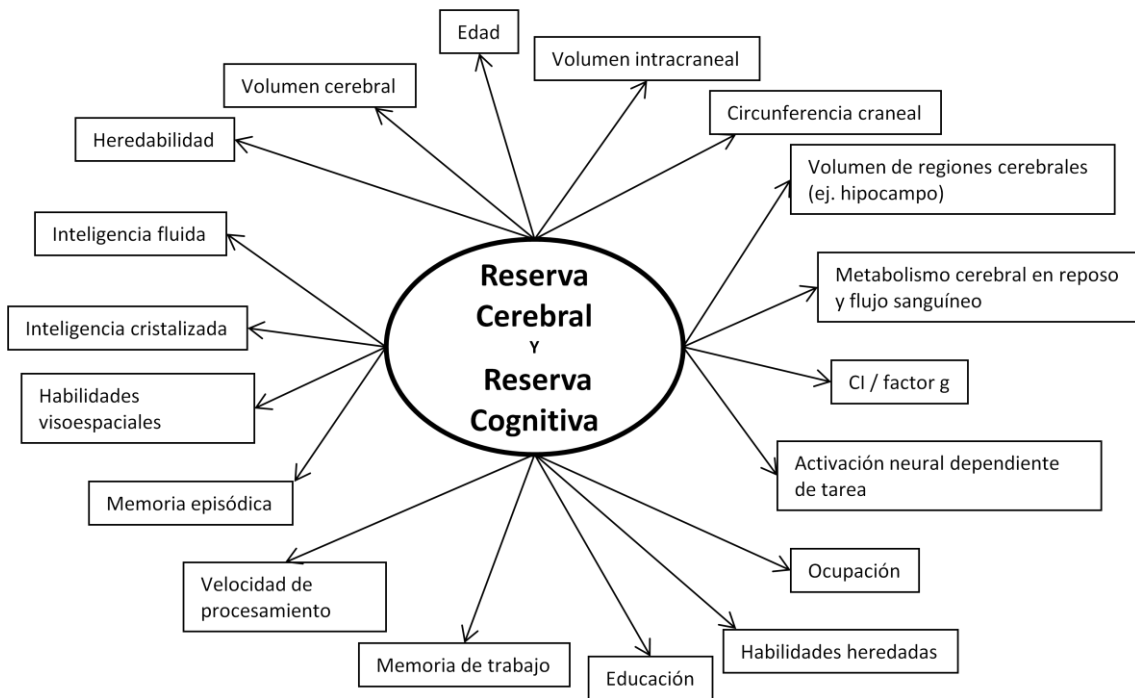 Edad
Volumen intracraneal
Volumen cerebral
Circunferencia craneal
Heredabilidad
Volumen de regiones cerebrales
(ej. hipocampo)
Inteligencia fluida
Metabolismo cerebral en reposo
y flujo sanguíneo
Inteligencia cristalizada
Reserva
Cerebral
Y
Reserva
Cognitiva
CI / factor g
Habilidades
visoespaciales
Activación neural dependiente
de tarea
Memoria episódica
Ocupación
Velocidad de
procesamiento
Habilidades heredadas
Memoria de trabajo
Educación